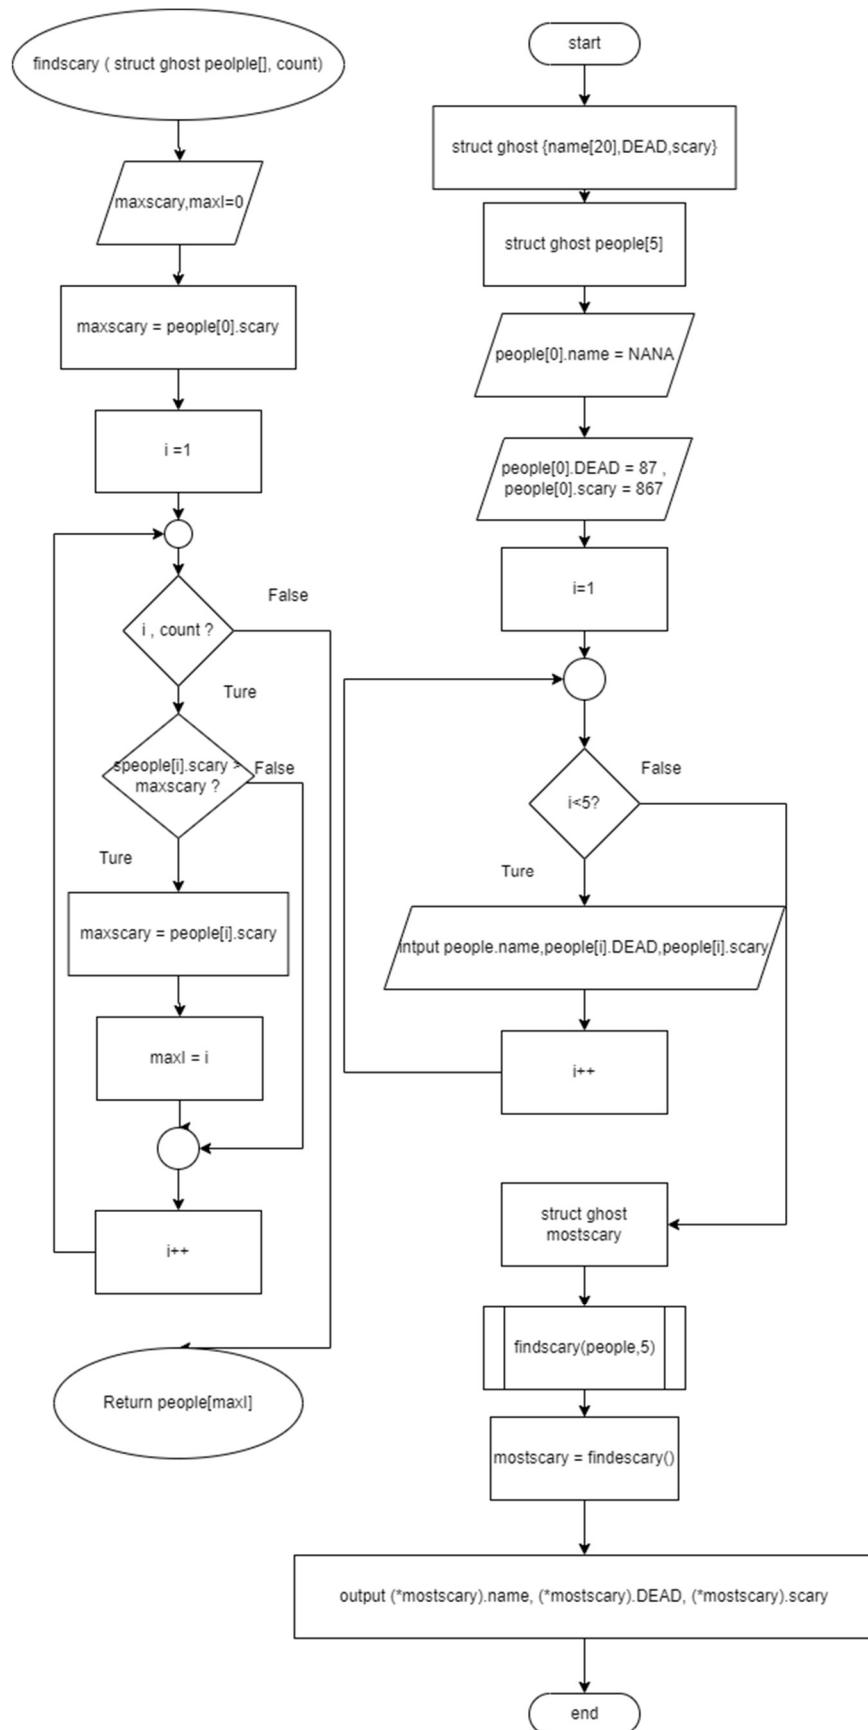 findscary ( struct ghost peolple[], count)
maxscary,maxI=0
maxscary = people[0].scary
i =1
i , count ?
False
Ture
speople[i].scary >
maxscary ?
False
Ture
maxscary = people[i].scary
maxI = i
i++
Return people[maxI]
start
struct ghost {name[20],DEAD,scary}
struct ghost people[5]
people[0].name = NANA
people[0].DEAD = 87 ,
people[0].scary = 867
i=1
i<5?
False
Ture
intput people.name,people[i].DEAD,people[i].scary
i++
struct ghost
mostscary
findscary(people,5)
mostscary = findescary()
output (*mostscary).name, (*mostscary).DEAD, (*mostscary).scary
end